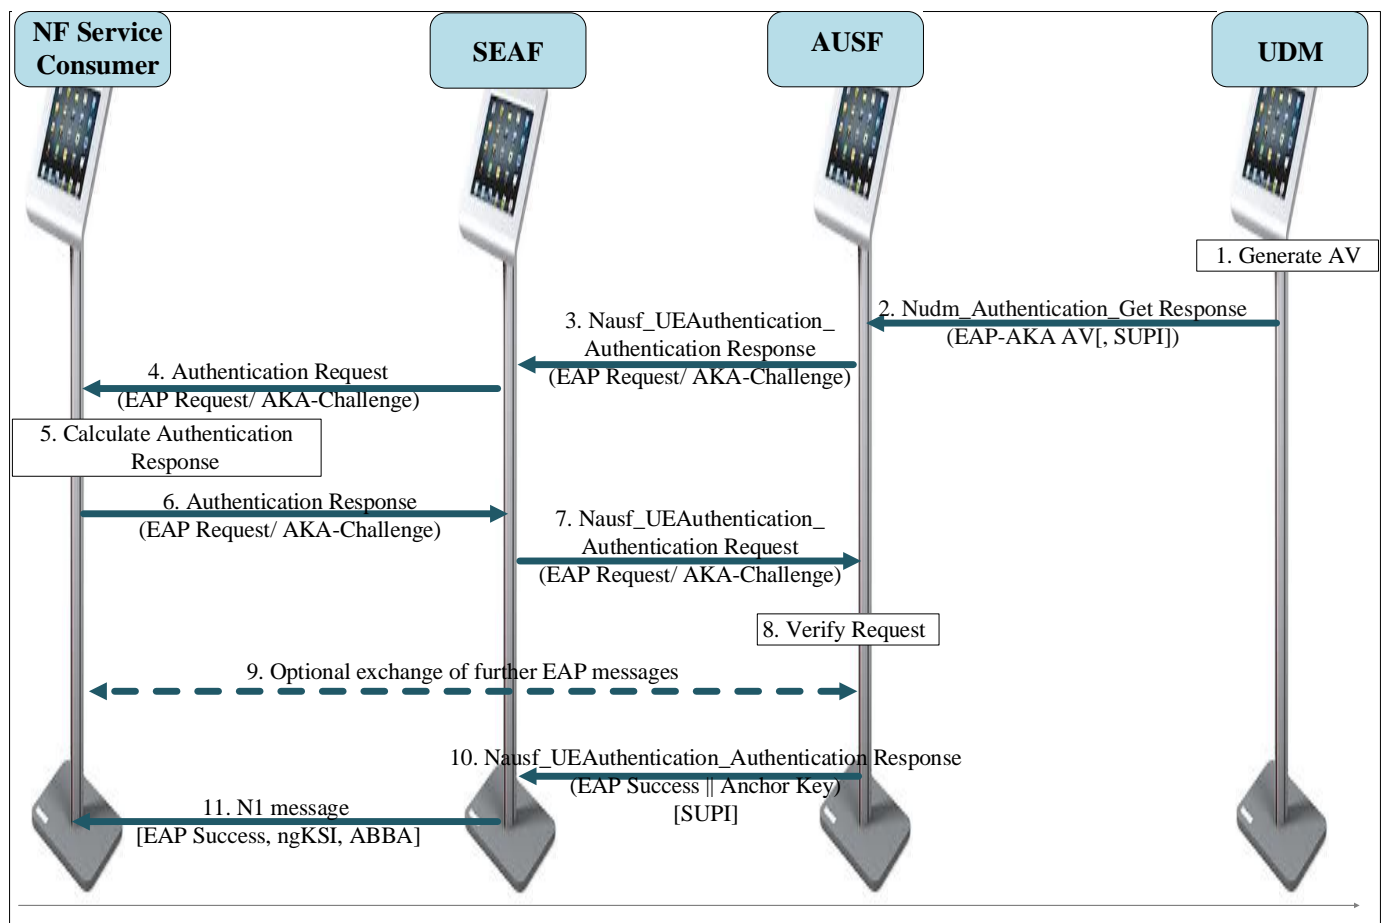 NF Service
Consumer
SEAF
AUSF
UDM
1. Generate AV
2. Nudm_Authentication_Get Response
(EAP-AKA AV[, SUPI])
3. Nausf_UEAuthentication_
Authentication Response
(EAP Request/ AKA-Challenge)
4. Authentication Request
(EAP Request/ AKA-Challenge)
5. Calculate Authentication
Response
6. Authentication Response
(EAP Request/ AKA-Challenge)
7. Nausf_UEAuthentication_
Authentication Request
(EAP Request/ AKA-Challenge)
8. Verify Request
9. Optional exchange of further EAP messages
10. Nausf_UEAuthentication_Authentication Response
(EAP Success || Anchor Key)
[SUPI]
11. N1 message
[EAP Success, ngKSI, ABBA]